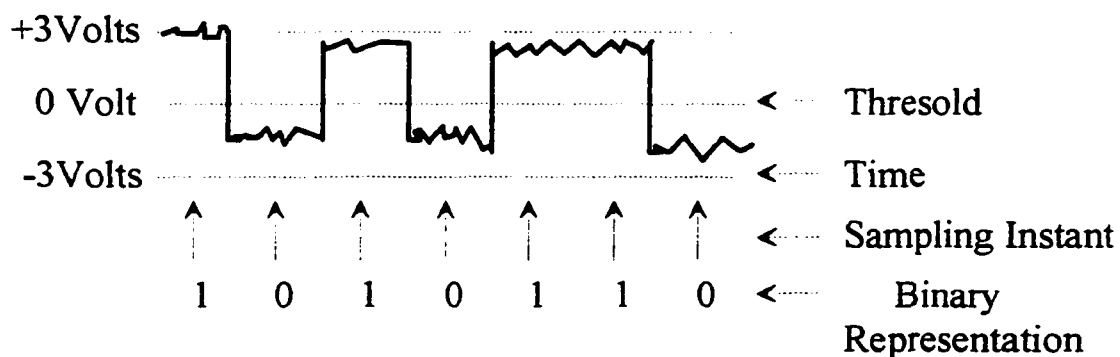 +3Volts
0 Volt
Thresold
-3Volts
Time
Sampling Instant
1 0 1 0 1 1 0
Binary
Representation